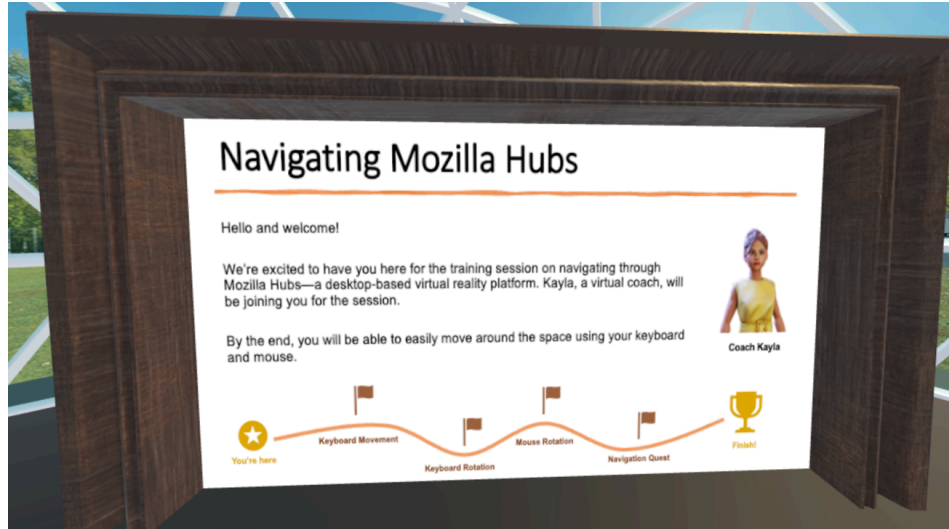 Navigating Mozilla Hubs
Hello and welcome!
We're excited to have you here for the training session on navigating through
Mozilla Hubs—a desktop-based virtual reality platform. Kayla, a virtual coach, will
be joining you for the session.
By the end, you will be able to easily move around the space using your keyboard
and mouse.
Coach Kayla
You're here
Keyboard Movement
Keyboard Rotation
Mouse Rotation
Navigation Quest
Finish!